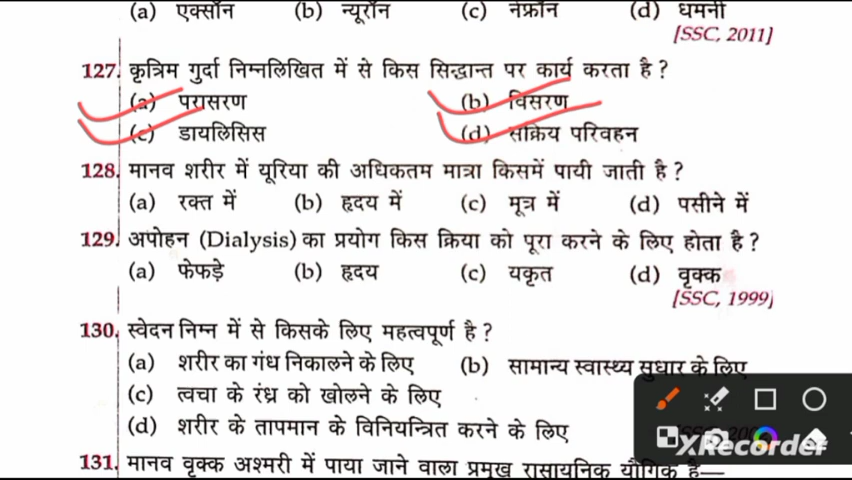 (a) एक्सॉन (b) न्यूरॉन (c) नेफ्रॉन (d) धमनी
[SSC, 2011]
127. कृत्रिम गुर्दा निम्नलिखित में से किस सिद्धान्त पर कार्य करता है ?
(a) परासरण (b) विसरण
(c) डायलिसिस (d) सक्रिय परिवहन
128. मानव शरीर में यूरिया की अधिकतम मात्रा किसमें पायी जाती है ?
(a) रक्त में (b) हृदय में (c) मूत्र में (d) पसीने में
129. अपोहन (Dialysis) का प्रयोग किस क्रिया को पूरा करने के लिए होता है ?
(a) फेफड़े (b) हृदय (c) यकृत (d) वृक्क
[SSC, 1999]
130. स्वेदन निम्न में से किसके लिए महत्वपूर्ण है ?
(a) शरीर का गंध निकालने के लिए (b) सामान्य स्वास्थ्य सुधार के लिए
(c) त्वचा के रंध्र को खोलने के लिए
(d) शरीर के तापमान के विनियन्त्रित करने के लिए
XRecorder
131. मानव वृक्क अश्मरी में पाया जाने वाला प्रमुख रासायनिक यौगिक है—